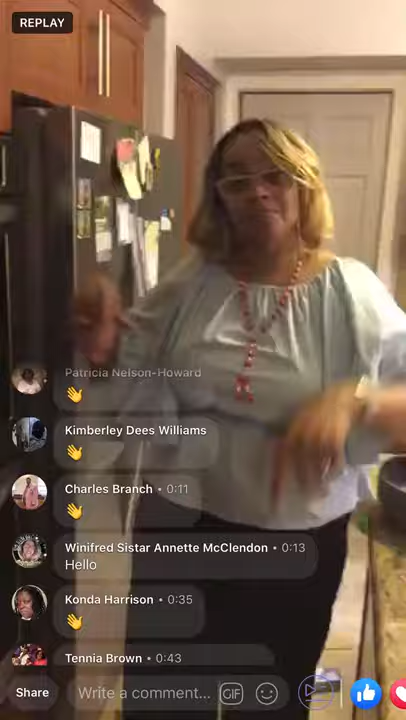 REPLAY
Patricia Nelson-Howard
Kimberley Dees Williams
Charles Branch • 0:11
Winifred Sistar Annette McClendon • 0:13
Hello
Konda Harrison • 0:35
Tennia Brown • 0:43
Share
Write a comment...
GIF